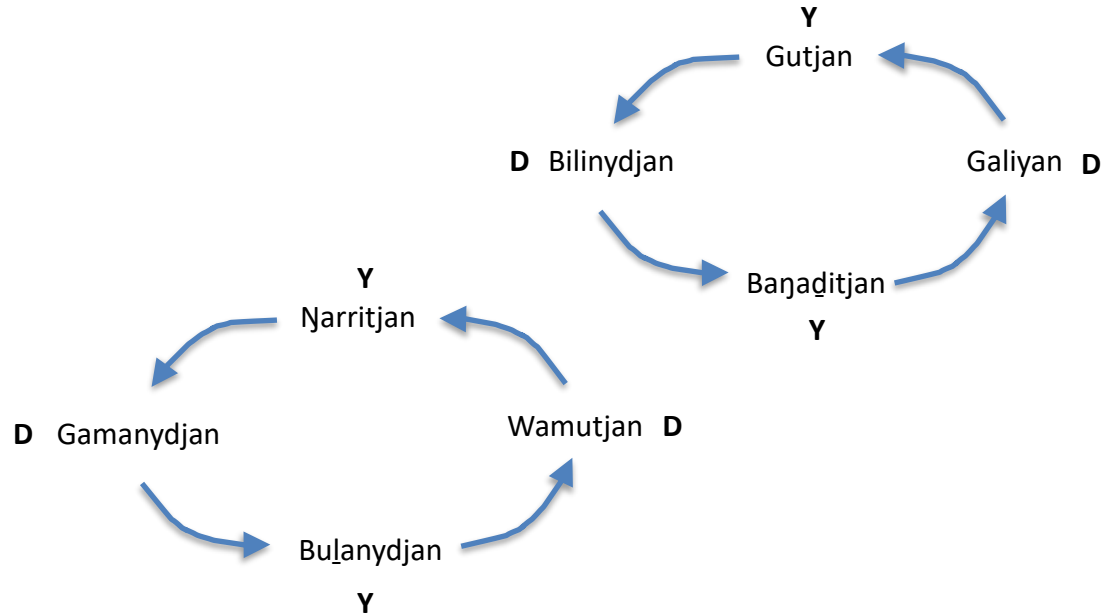 Y
Gutjan
D Bilinydjan
Galiyan D
Baŋaḏitjan
Y
Y
Ŋarritjan
D Gamanydjan
Wamutjan D
Buḻanydjan
Y